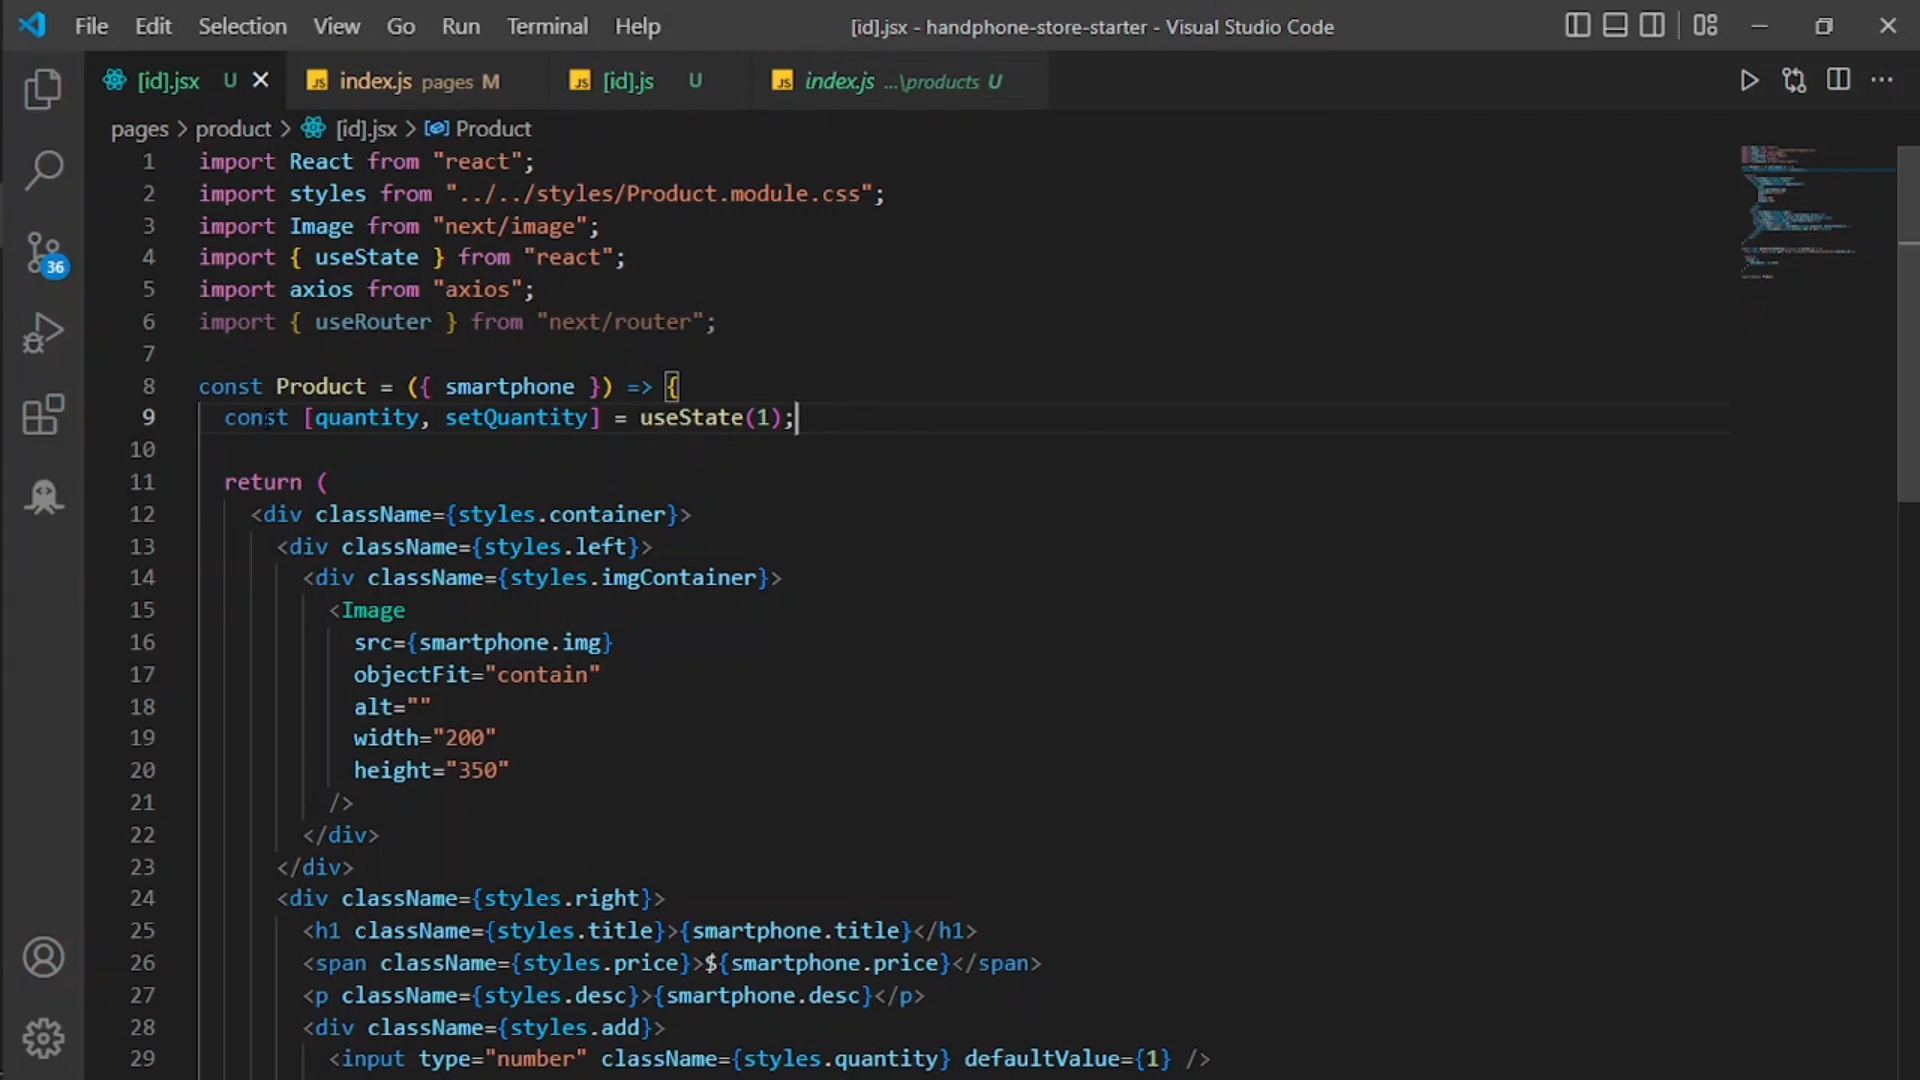 File Edit Selection View Go Run Terminal Help [id].jsx - handphone-store-starter - Visual Studio Code
[id].jsx U JS index.js pages M JS [id].js U JS index.js ...\products U
pages > product > [id].jsx > Product
1 import React from "react";
2 import styles from "../../styles/Product.module.css";
3 import Image from "next/image";
4 import { useState } from "react";
5 import axios from "axios";
6 import { useRouter } from "next/router";
7
8 const Product = ({ smartphone }) => {
9 const [quantity, setQuantity] = useState(1);
10
11 return (
12 <div className={styles.container}>
13 <div className={styles.left}>
14 <div className={styles.imgContainer}>
15 <Image
16 src={smartphone.img}
17 objectFit="contain"
18 alt=""
19 width="200"
20 height="350"
21 />
22 </div>
23 </div>
24 <div className={styles.right}>
25 <h1 className={styles.title}>{smartphone.title}</h1>
26 <span className={styles.price}>${smartphone.price}</span>
27 <p className={styles.desc}>{smartphone.desc}</p>
28 <div className={styles.add}>
29 <input type="number" className={styles.quantity} defaultValue={1} />
36